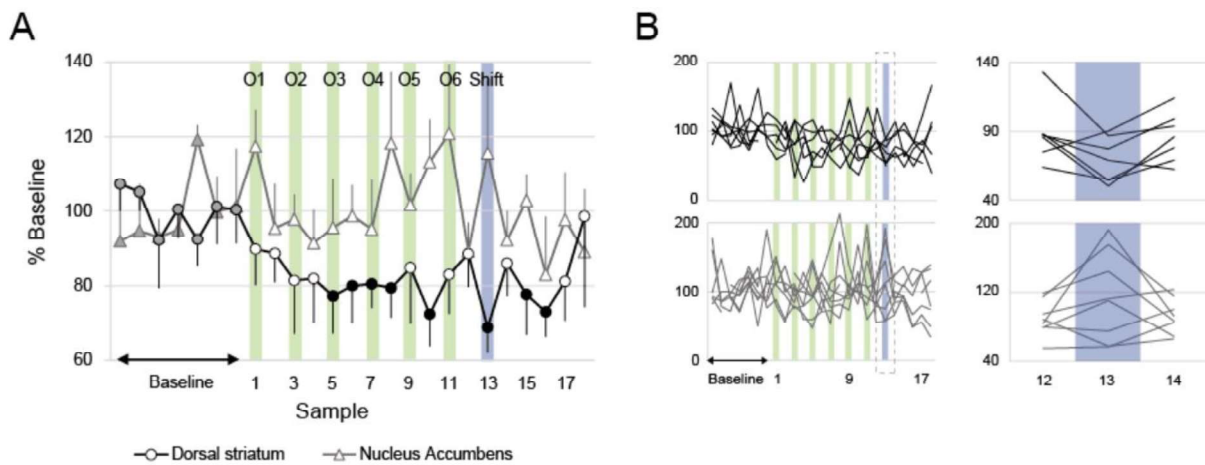 A
140
120
100
80
60
% Baseline
O1 O2 O3 O4 O5 O6 Shift
Baseline
1 3 5 7 9 11 13 15 17
Sample
Dorsal striatum
Nucleus Accumbens
B
200
100
0
200
100
0
Baseline 1 9 17
140
90
40
200
120
40
12 13 14